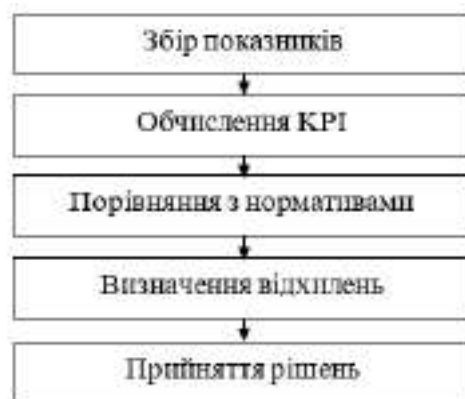 Збір показників
Обчислення KPI
Порівняння з нормативами
Визначення відхилень
Прийняття рішень